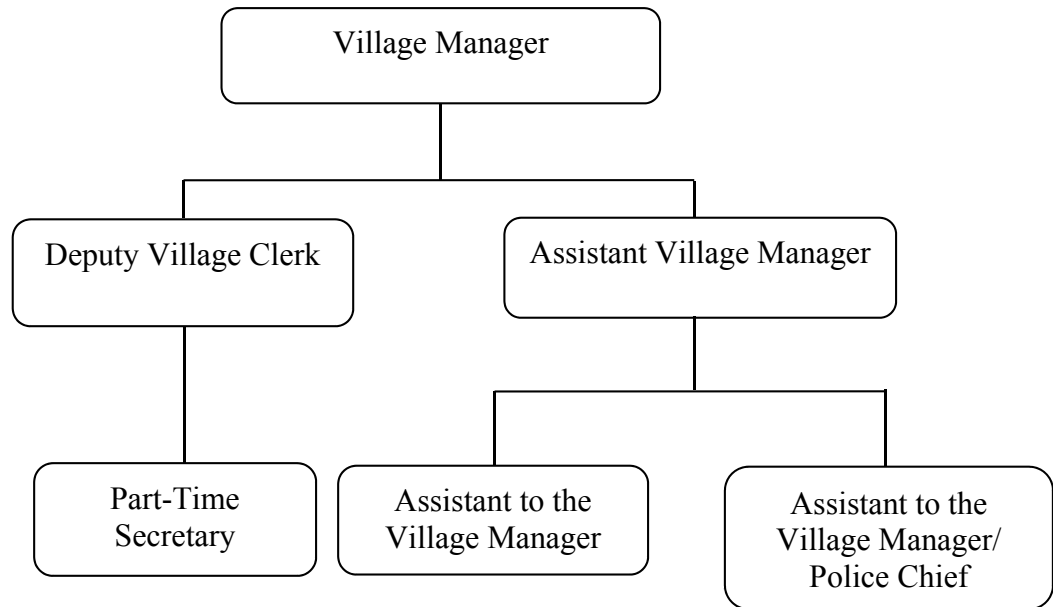 Village Manager
Deputy Village Clerk
Assistant Village Manager
Part-Time
Secretary
Assistant to the
Village Manager
Assistant to the
Village Manager/
Police Chief